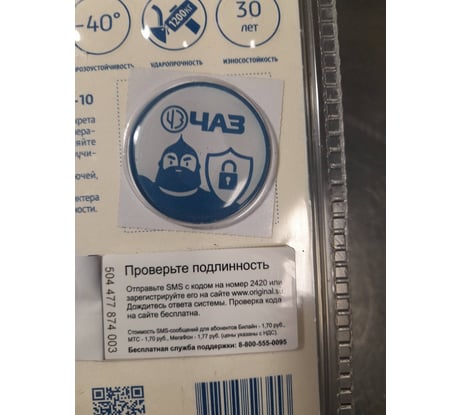 -40°
1200кг
30
лет
УДАРОПРОЧНОСТЬ
ИЗНОСОСТОЙКОСТЬ
-10
ЧАЗ
504 477 874 003
Проверьте подлинность
Отправьте SMS с кодом на номер 2420 или
зарегистрируйте его на сайте www.original.s
Дождитесь ответа системы. Проверка кода
на сайте бесплатна.
Стоимость SMS-сообщений для абонентов Билайн - 1,70 руб.,
МТС - 1,70 руб., Мегафон - 1,77 руб. (цены указаны с НДС).
Бесплатная служба поддержки: 8-800-555-0095